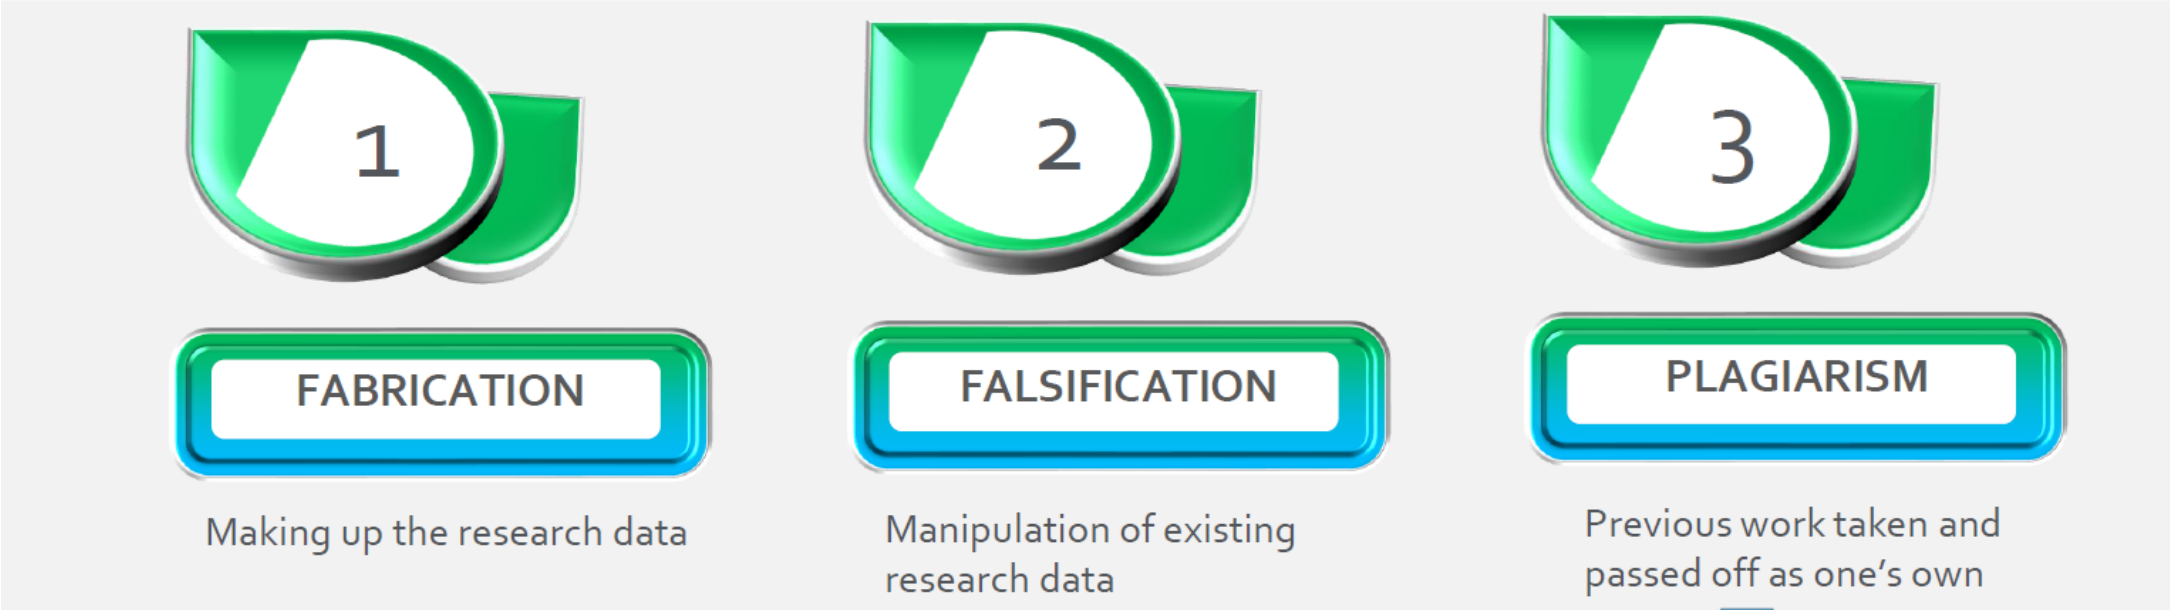 1
2
3
FABRICATION
FALSIFICATION
PLAGIARISM
Making up the research data
Manipulation of existing
research data
Previous work taken and
passed off as one’s own